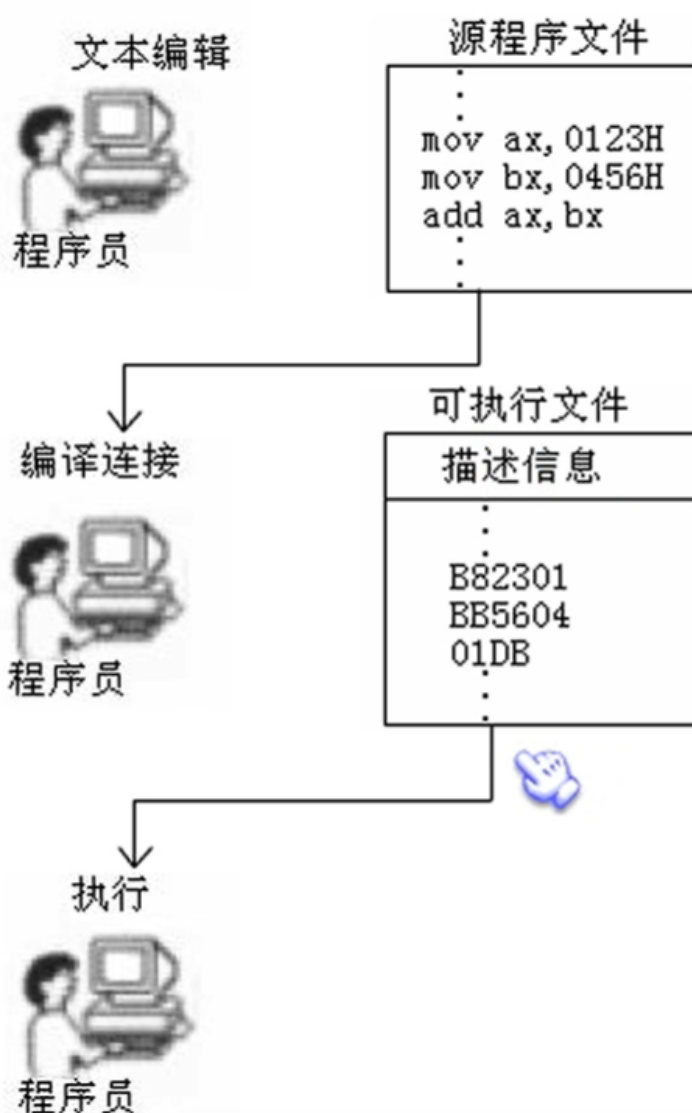 文本编辑
源程序文件
mov ax,0123H
mov bx,0456H
add ax,bx
程序员
编译连接
可执行文件
描述信息
B82301
BB5604
01DB
程序员
执行
程序员